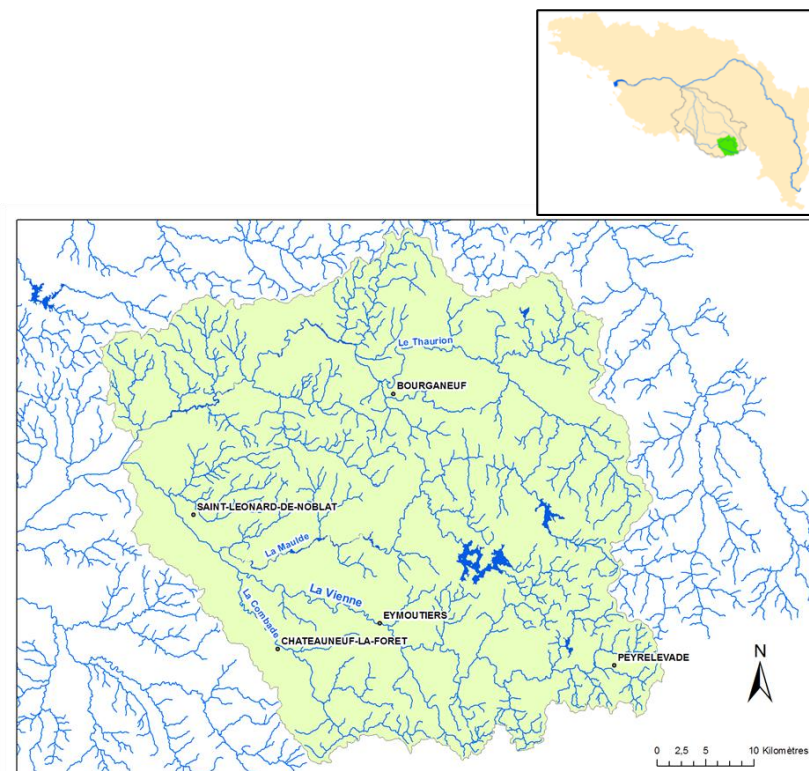 Le Thaurion
BOURGANEUF
SAINT-LEONARD-DE-NOBLAT
La Maulde
La Vienne
La Combade
EYMOUTIERS
CHATEAUNEUF-LA-FORET
PEYRELEVADE
N
0 2,5 5 10 Kilomètres